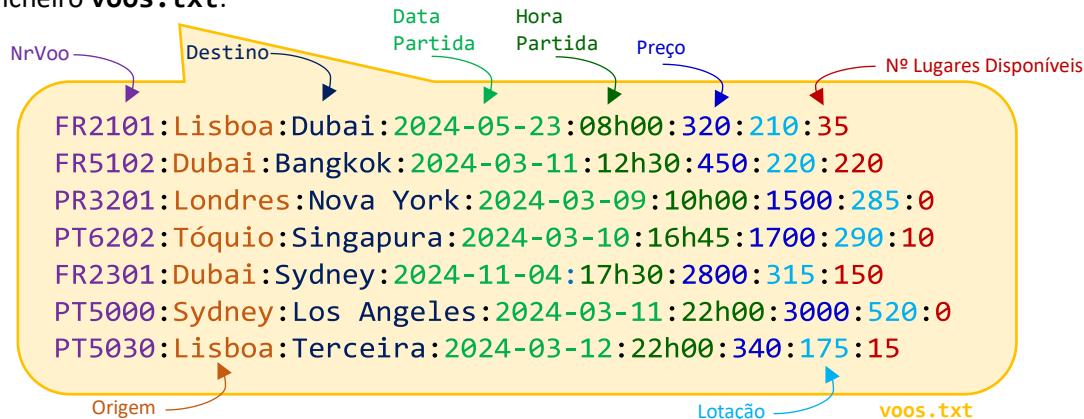 icheiro voos.txt.
Data Partida
Hora Partida
NrVoo
Destino
Preço
Nº Lugares Disponíveis
FR2101:Lisboa:Dubai:2024-05-23:08h00:320:210:35
FR5102:Dubai:Bangkok:2024-03-11:12h30:450:220:220
PR3201:Londres:Nova York:2024-03-09:10h00:1500:285:0
PT6202:Tóquio:Singapura:2024-03-10:16h45:1700:290:10
FR2301:Dubai:Sydney:2024-11-04:17h30:2800:315:150
PT5000:Sydney:Los Angeles:2024-03-11:22h00:3000:520:0
PT5030:Lisboa:Terceira:2024-03-12:22h00:340:175:15
Origem
Lotação
voos.txt